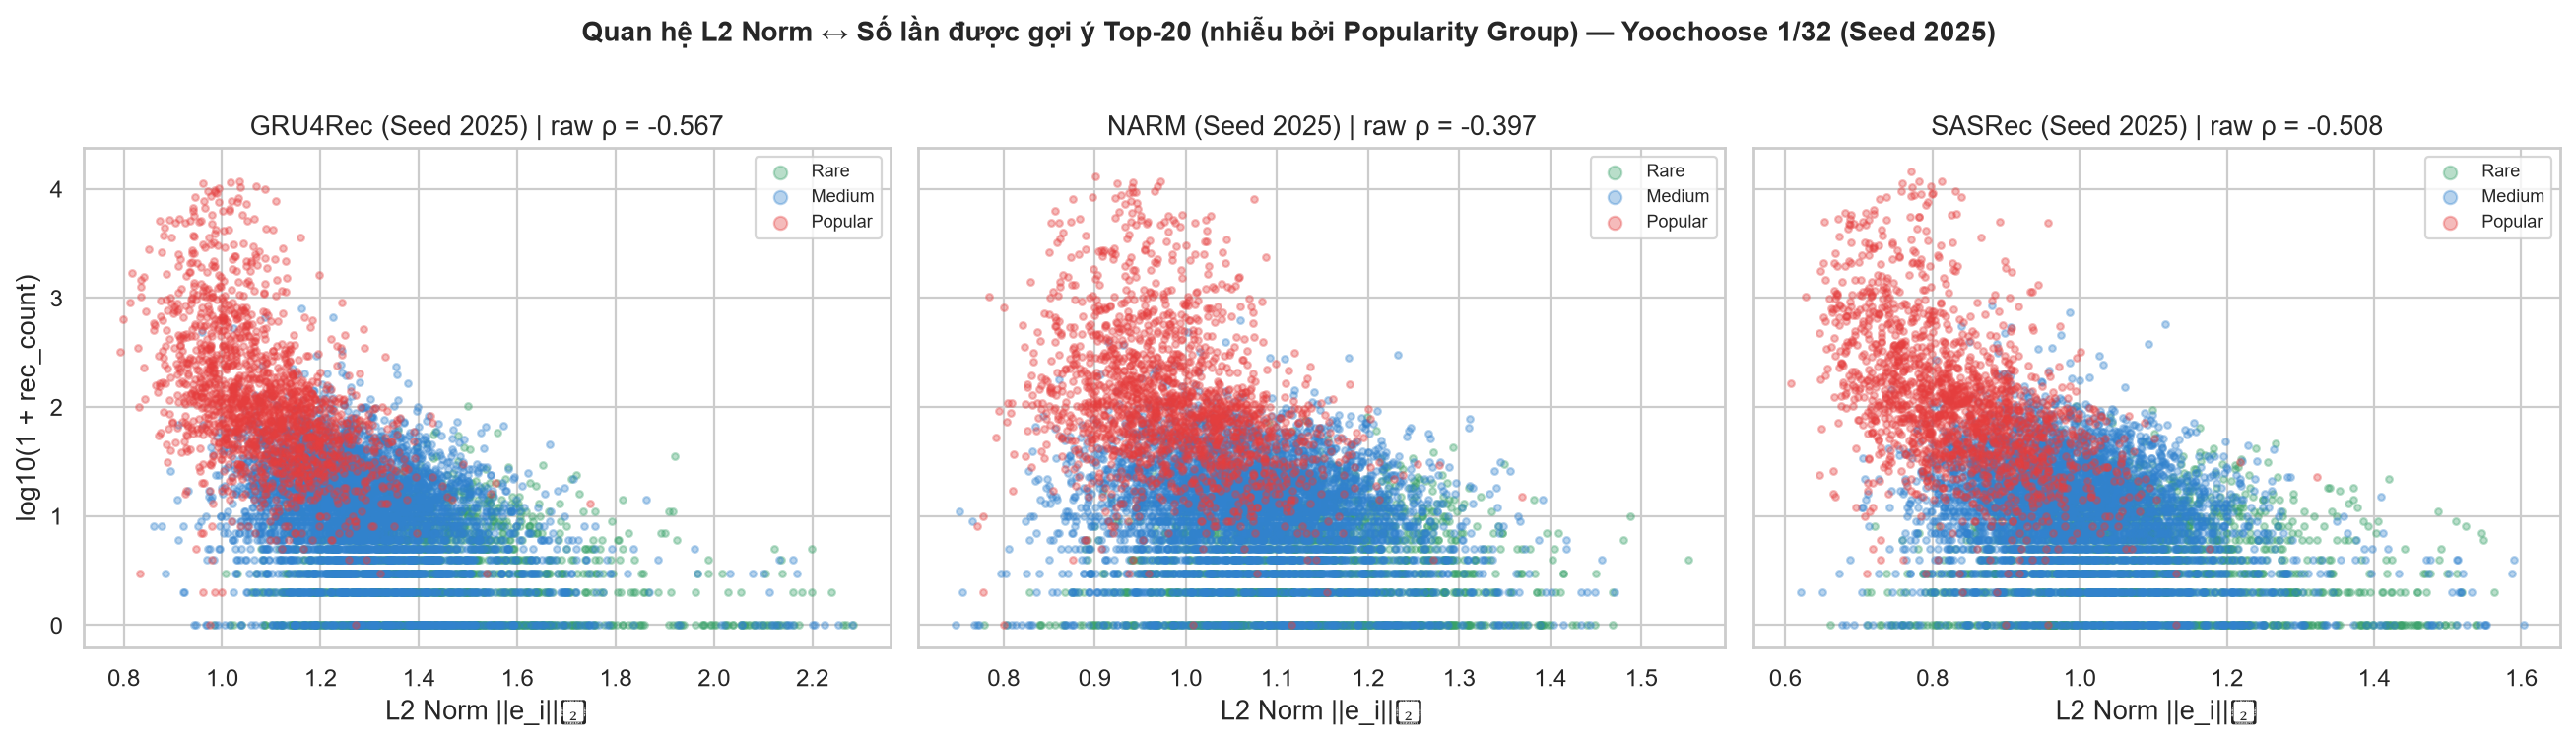 Quan hệ L2 Norm ↔ Số lần được gợi ý Top-20 (nhiễu bởi Popularity Group) — Yoochoose 1/32 (Seed 2025)
GRU4Rec (Seed 2025) | raw ρ = -0.567
NARM (Seed 2025) | raw ρ = -0.397
SASRec (Seed 2025) | raw ρ = -0.508
log10(1 + rec_count)
4
3
2
1
0
Rare
Medium
Popular
Rare
Medium
Popular
Rare
Medium
Popular
0.8 1.0 1.2 1.4 1.6 1.8 2.0 2.2
0.8 0.9 1.0 1.1 1.2 1.3 1.4 1.5
0.6 0.8 1.0 1.2 1.4 1.6
L2 Norm ||e_i||₂
L2 Norm ||e_i||₂
L2 Norm ||e_i||₂